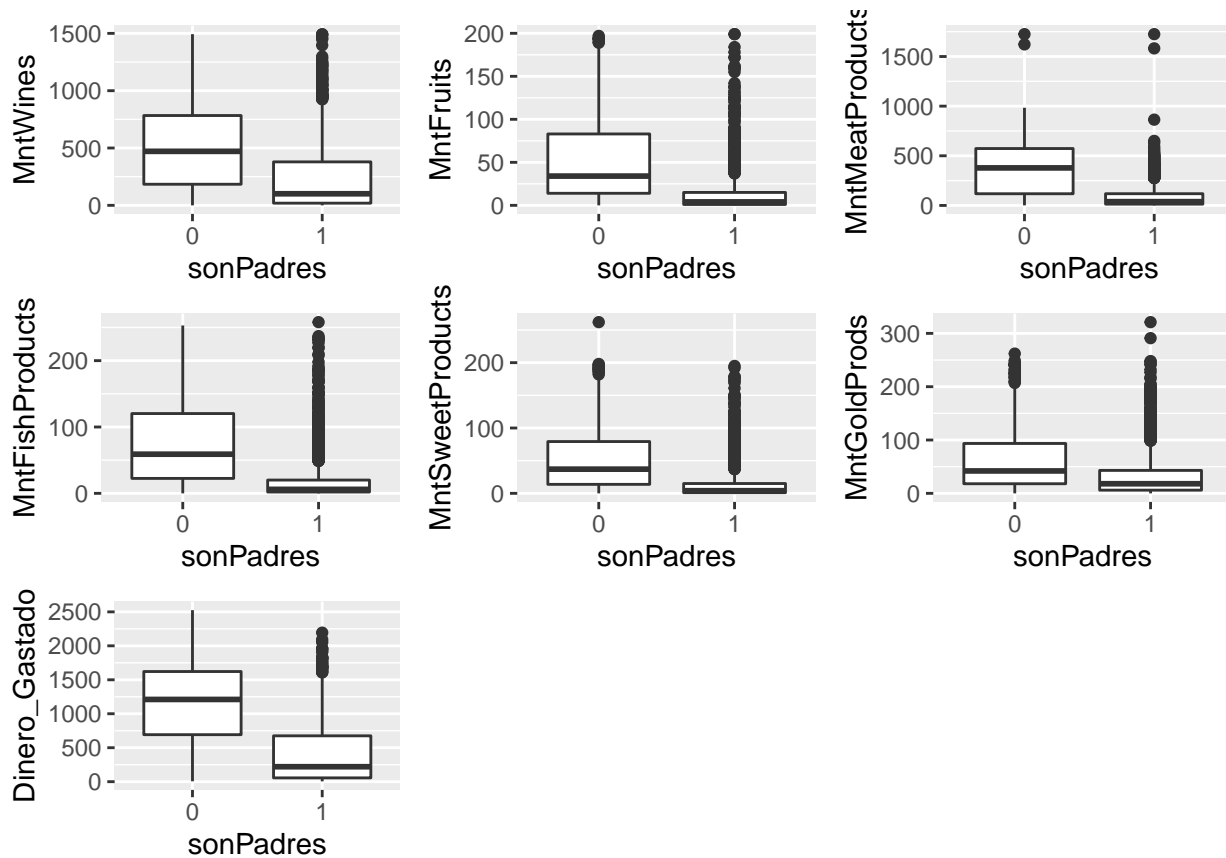 MntWines
1500
1000
500
0
0 1
sonPadres
MntFruits
200
150
100
50
0
0 1
sonPadres
MntMeatProducts
1500
1000
500
0
0 1
sonPadres
MntFishProducts
200
100
0
0 1
sonPadres
MntSweetProducts
200
100
0
0 1
sonPadres
MntGoldProds
300
200
100
0
0 1
sonPadres
Dinero_Gastado
2500
2000
1500
1000
500
0
0 1
sonPadres